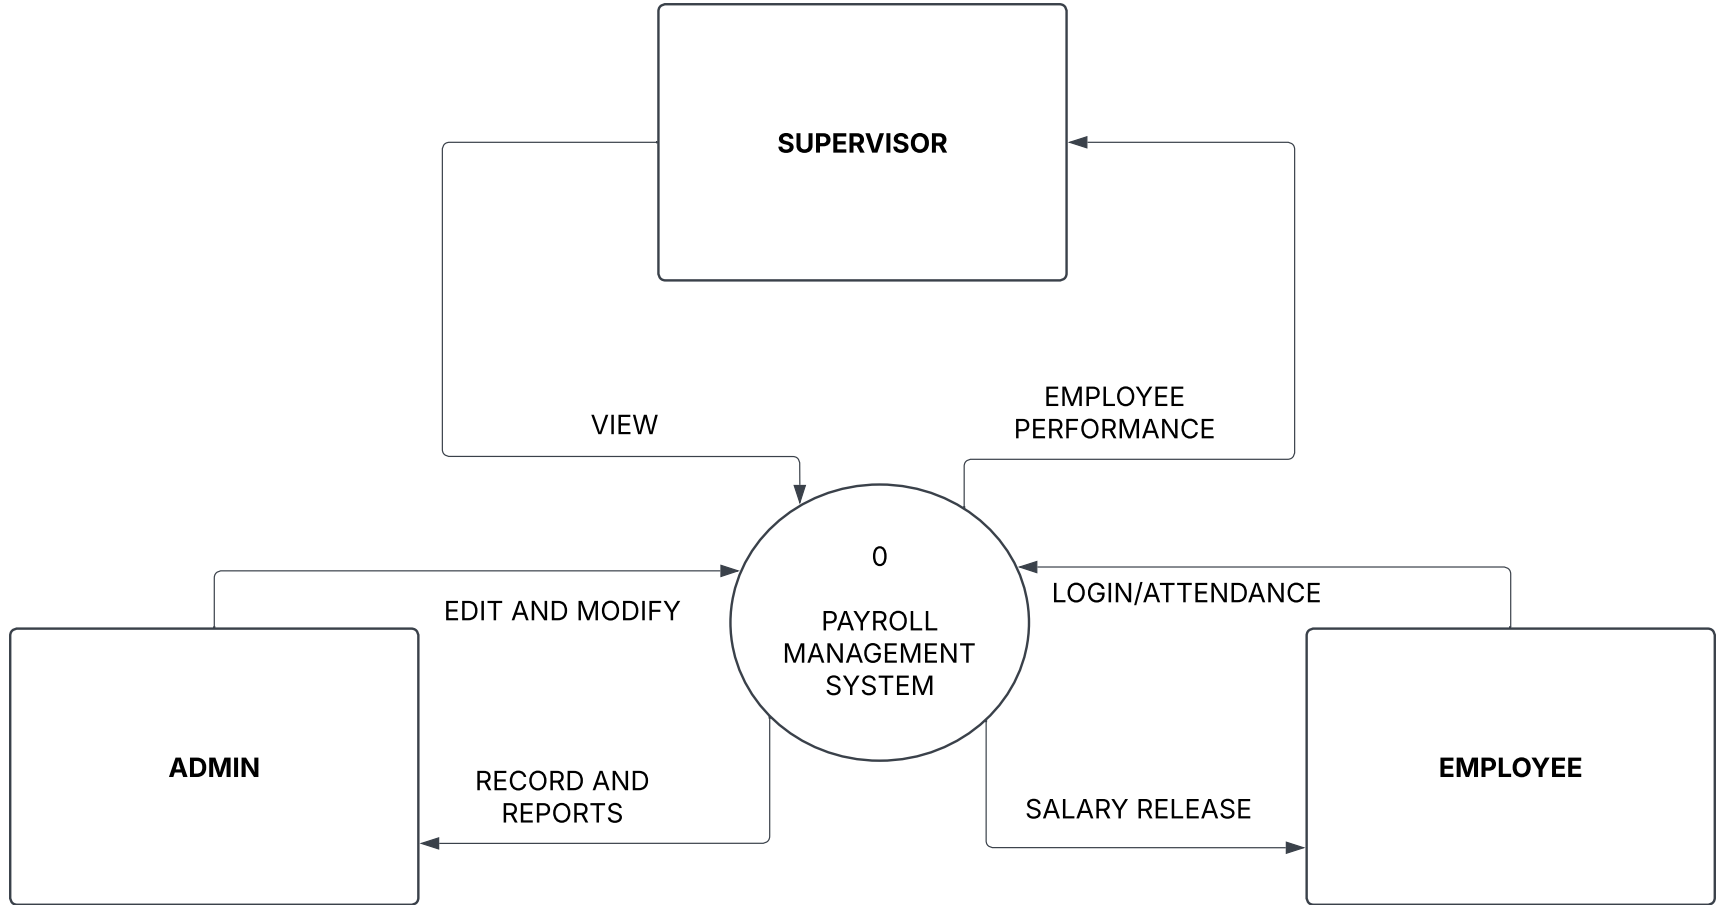 SUPERVISOR
VIEW
EMPLOYEE
PERFORMANCE
0
PAYROLL
MANAGEMENT
SYSTEM
EDIT AND MODIFY
LOGIN/ATTENDANCE
ADMIN
RECORD AND
REPORTS
SALARY RELEASE
EMPLOYEE